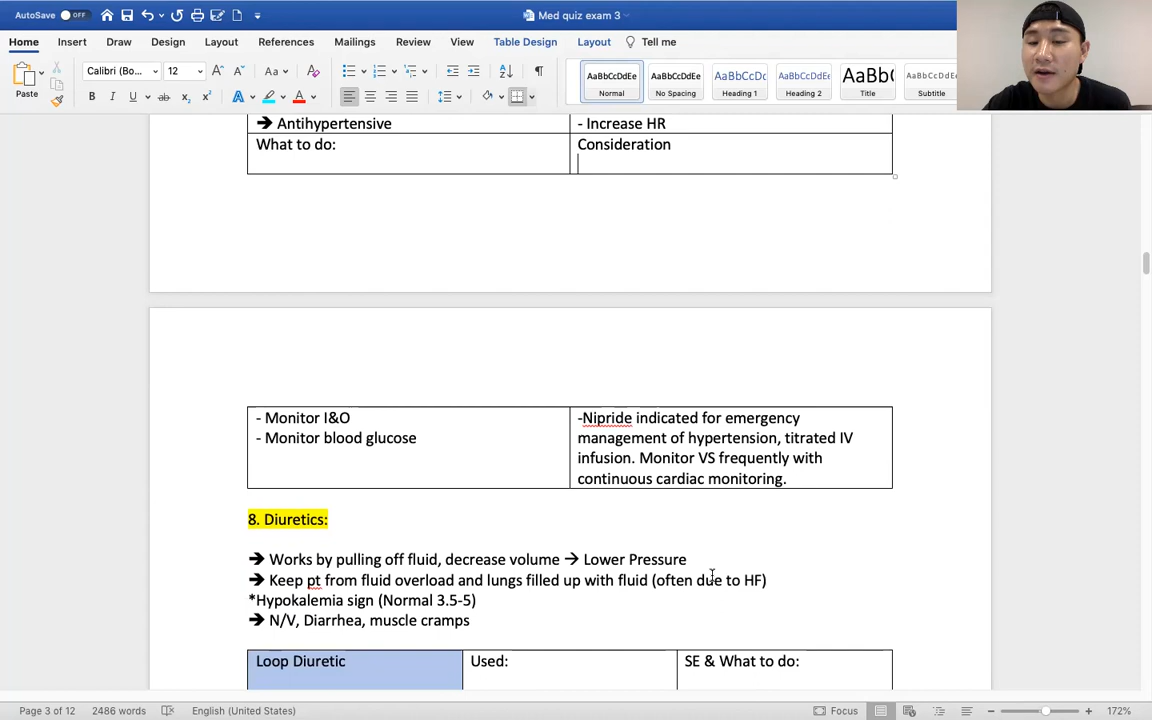 AutoSave OFF
Med quiz exam 3
Home Insert Draw Design Layout References Mailings Review View Table Design Layout Tell me
Paste
Calibri (Bo... 12
AaBbCcDdEe Normal
AaBbCcDdEe No Spacing
AaBbCcDc Heading 1
AaBbCcDdEe Heading 2
AaBbC Title
AaBbCcDdEe Subtitle
➔ Antihypertensive
- Increase HR
What to do:
Consideration
- Monitor I&O
- Monitor blood glucose
-Nipride indicated for emergency
management of hypertension, titrated IV
infusion. Monitor VS frequently with
continuous cardiac monitoring.
8. Diuretics:
➔ Works by pulling off fluid, decrease volume → Lower Pressure
➔ Keep pt from fluid overload and lungs filled up with fluid (often due to HF)
*Hypokalemia sign (Normal 3.5-5)
➔ N/V, Diarrhea, muscle cramps
Loop Diuretic
Used:
SE & What to do:
Page 3 of 12 2486 words English (United States) Focus 172%